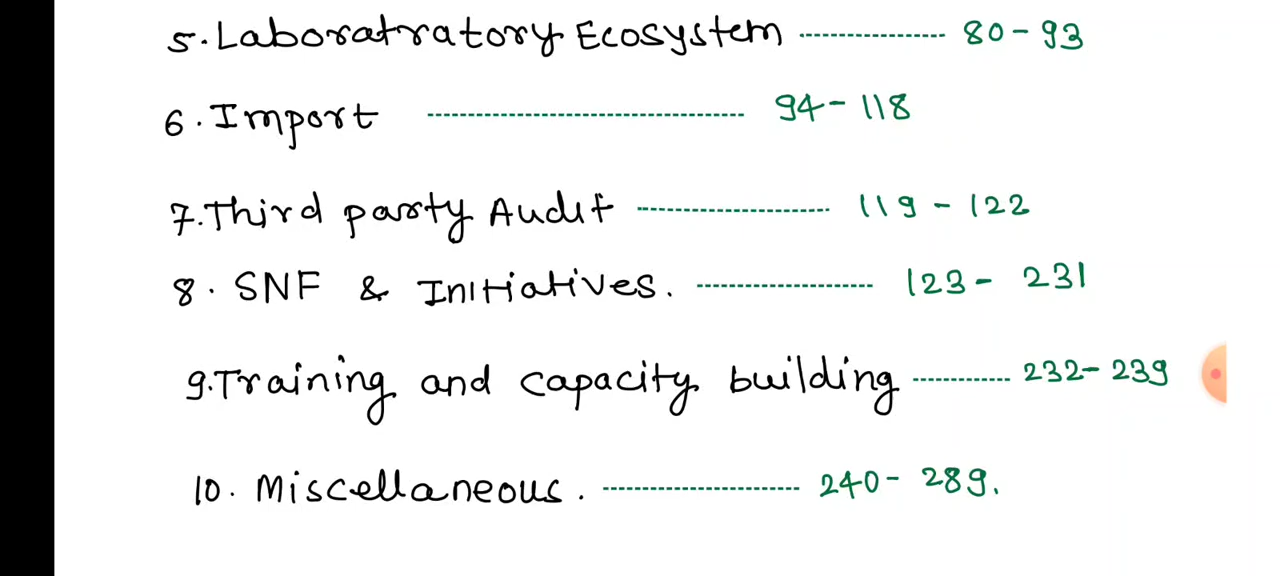 5. Laboratratory Ecosystem ---------------- 80-93
6. Import ---------------- 94-118
7. Third party Audit ---------------- 119-122
8. SNF & Initiatives. ---------------- 123-231
9. Training and capacity building ---------------- 232-239
10. Miscellaneous. ---------------- 240-289.